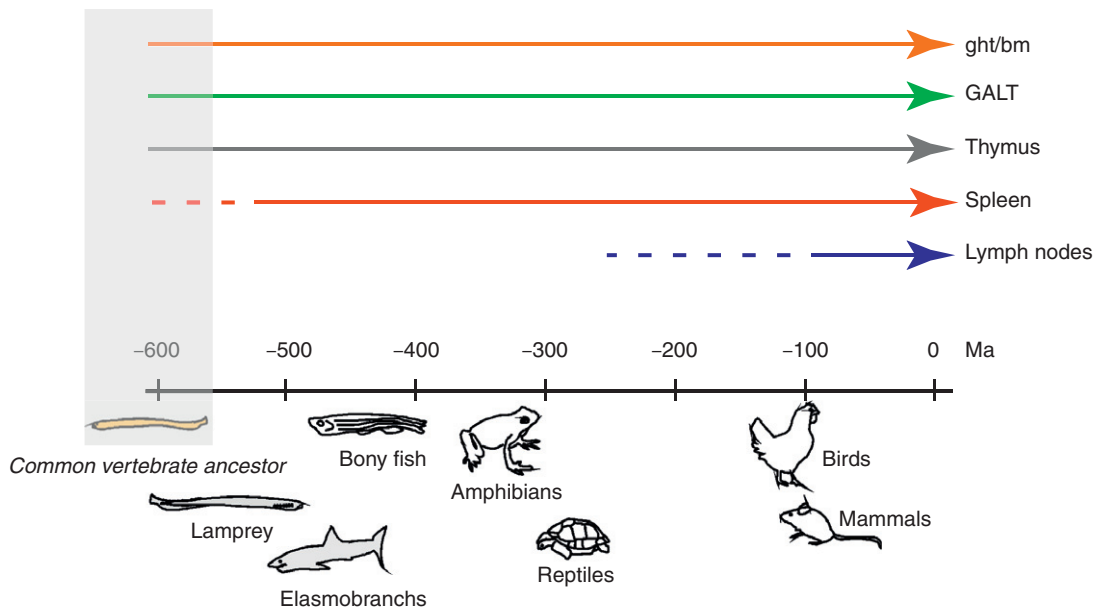 ght/bm
GALT
Thymus
Spleen
Lymph nodes
−600 −500 −400 −300 −200 −100 0 Ma
Common vertebrate ancestor
Bony fish
Birds
Amphibians
Lamprey
Mammals
Reptiles
Elasmobranchs